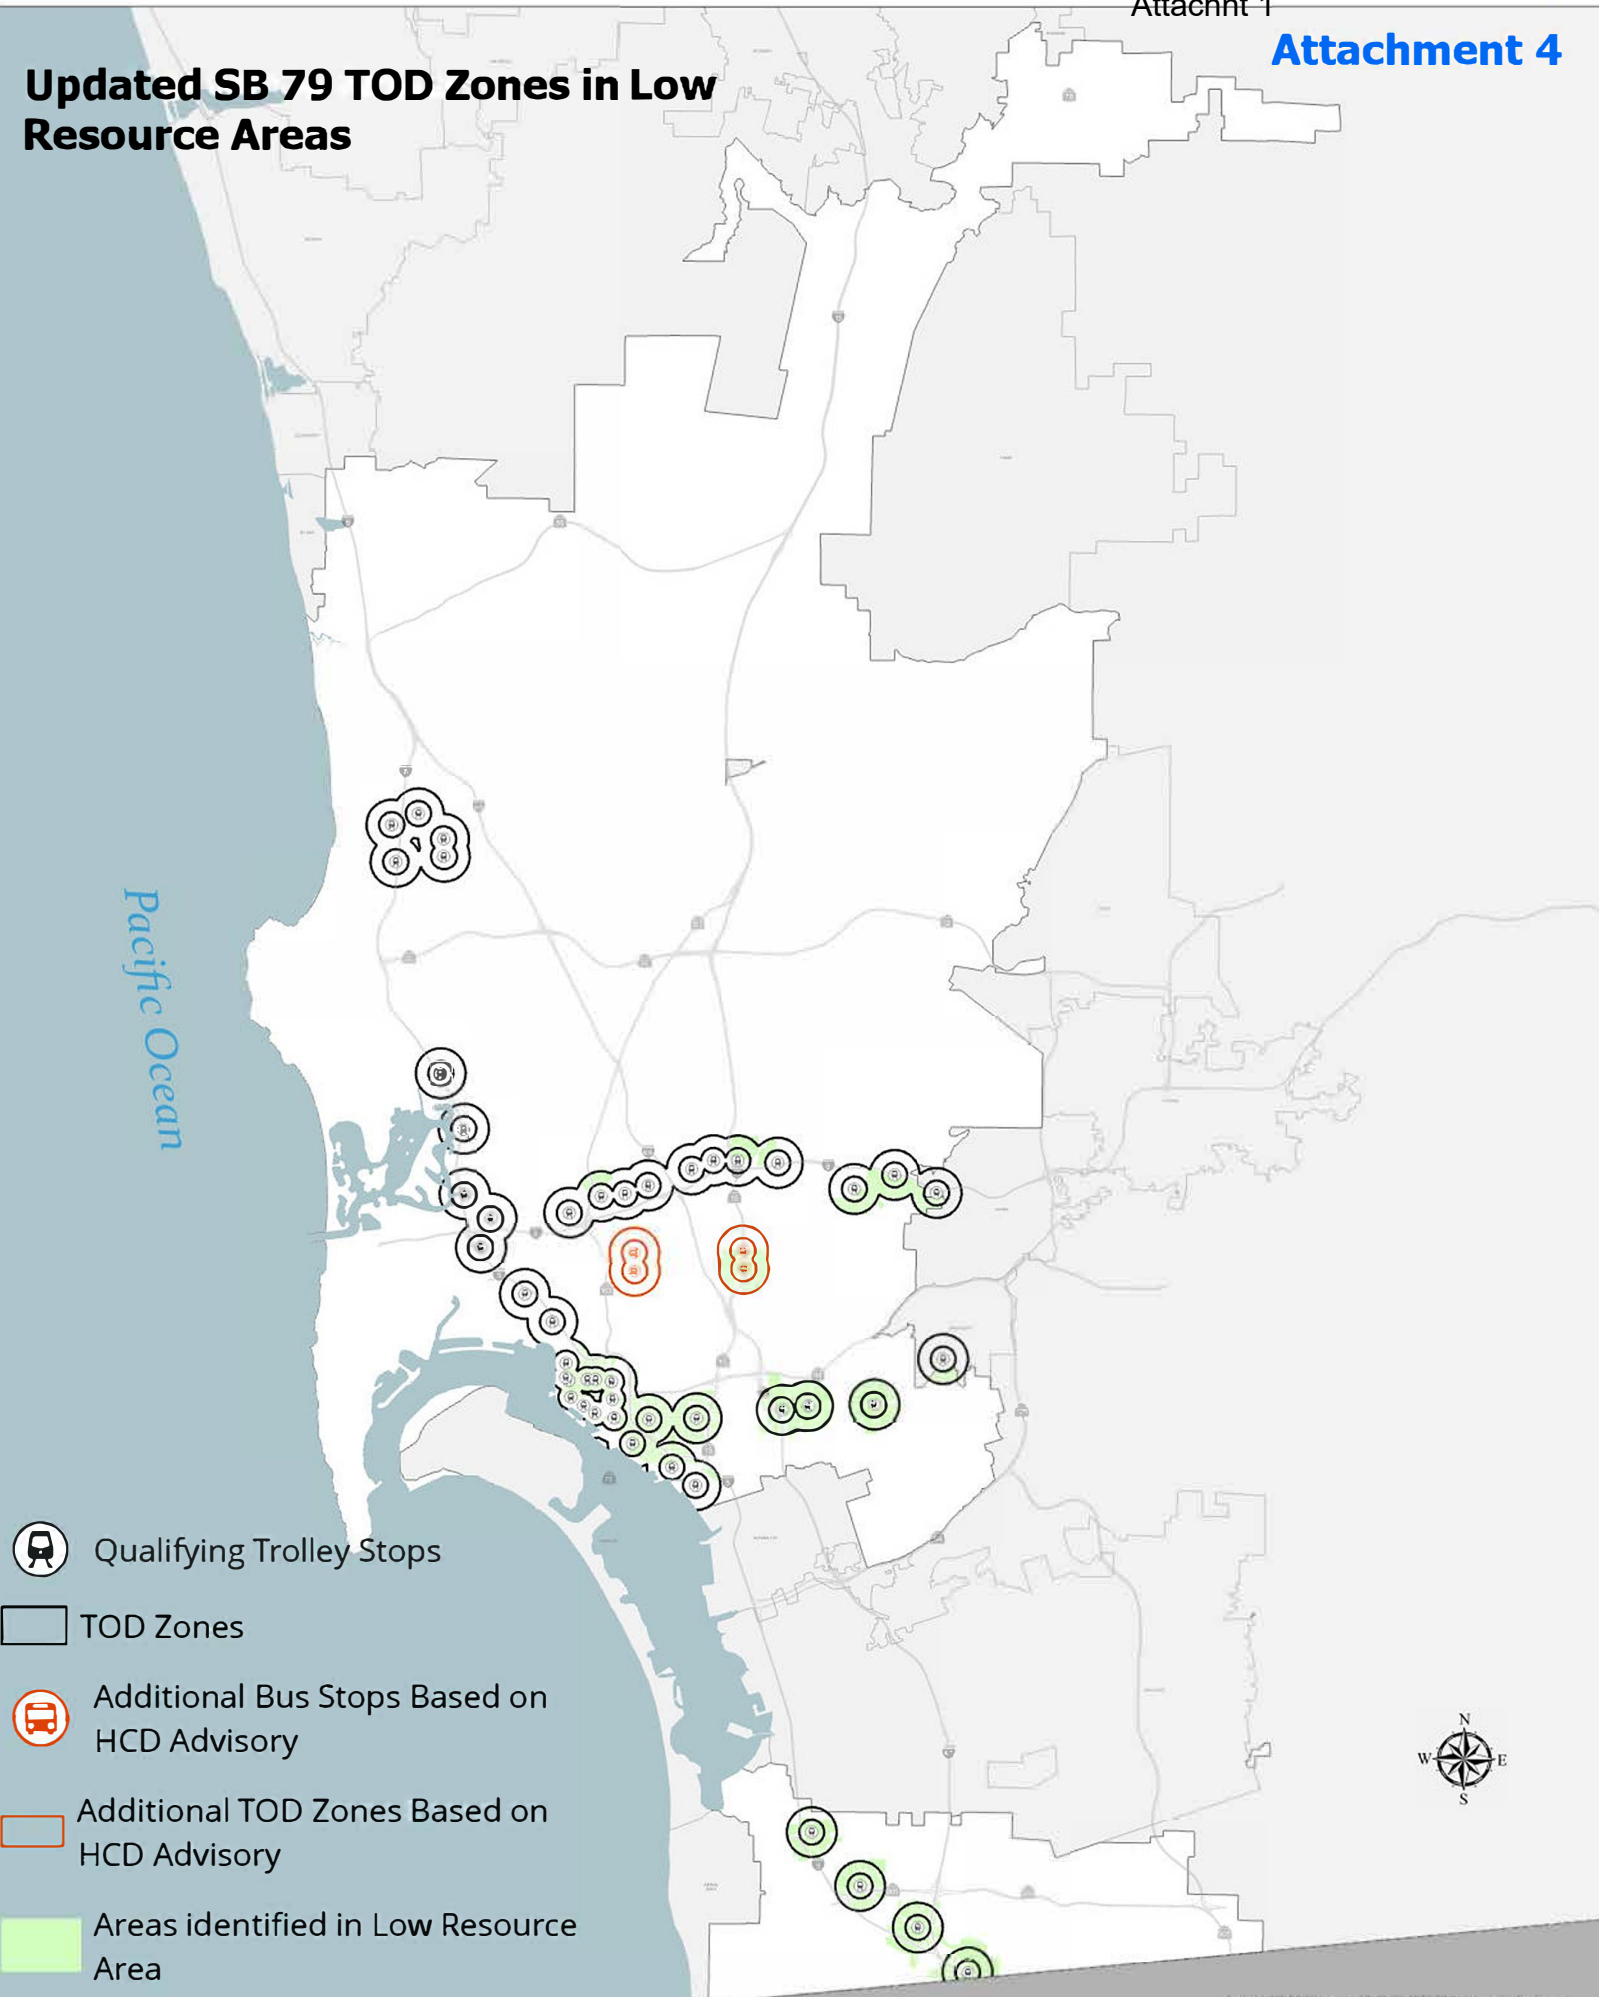 Attachnt 1
Attachment 4
Updated SB 79 TOD Zones in Low
Resource Areas
Pacific Ocean
Qualifying Trolley Stops
TOD Zones
Additional Bus Stops Based on
HCD Advisory
Additional TOD Zones Based on
HCD Advisory
Areas identified in Low Resource
Area
N
W
E
S